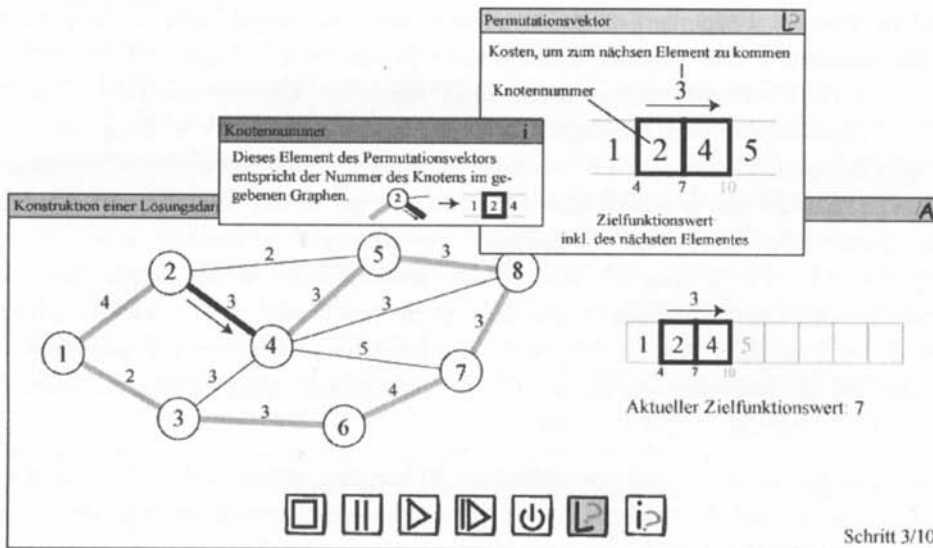 Permutationsvektor
L?
Kosten, um zum nächsen Element zu kommen
3
Knotennummer
1 2 4 5
4 7 10
Zielfunktionswert
inkl. des nächsten Elementes
Knotennummer i
Dieses Element des Permutationsvektors
entspricht der Nummer des Knotens im ge-
gebenen Graphen.
2
1 2 4
Konstruktion einer Lösungsdar
A
2 2 5 3 8
4 3 3 3 3
1 4 5 7
2 3 4
3 3 6
3
1 2 4 5
4 7 10
Aktueller Zielfunktionswert: 7
L? i?
Schritt 3/10